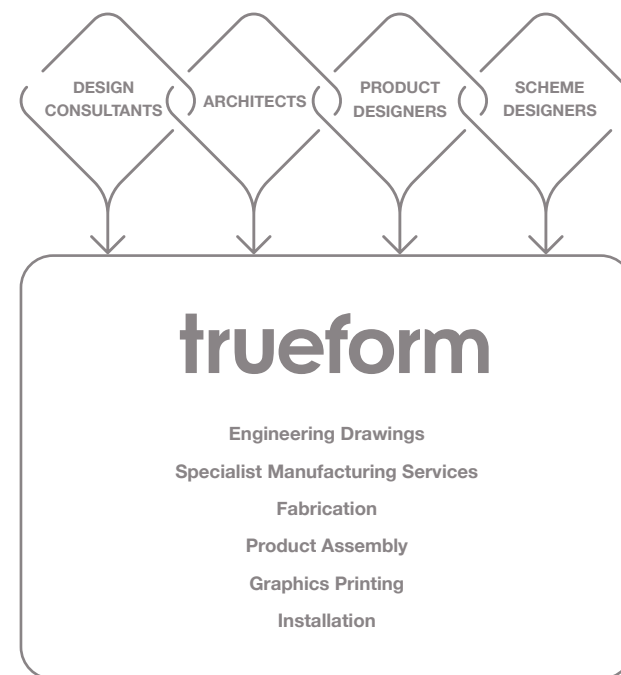 DESIGN
CONSULTANTS
ARCHITECTS
PRODUCT
DESIGNERS
SCHEME
DESIGNERS
trueform
Engineering Drawings
Specialist Manufacturing Services
Fabrication
Product Assembly
Graphics Printing
Installation